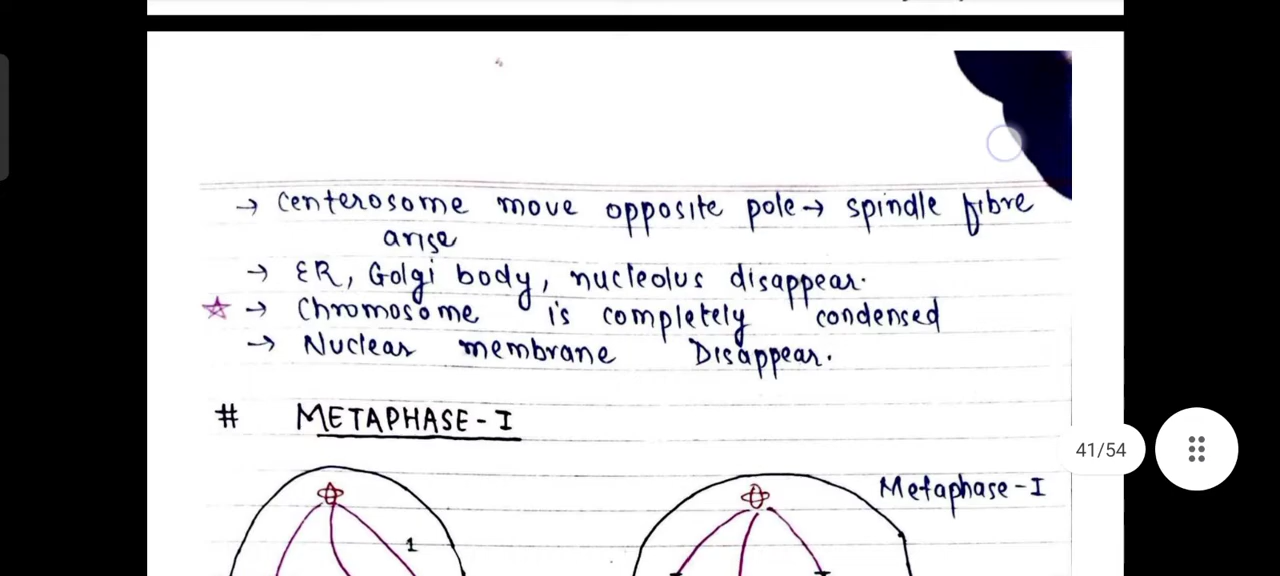 → Centerosome move opposite pole → spindle fibre
arise
→ ER, Golgi body, nucleolus disappear.
☆ → Chromosome is completely condensed
→ Nuclear membrane Disappear.
# METAPHASE-I
Metaphase-I
1
41/54